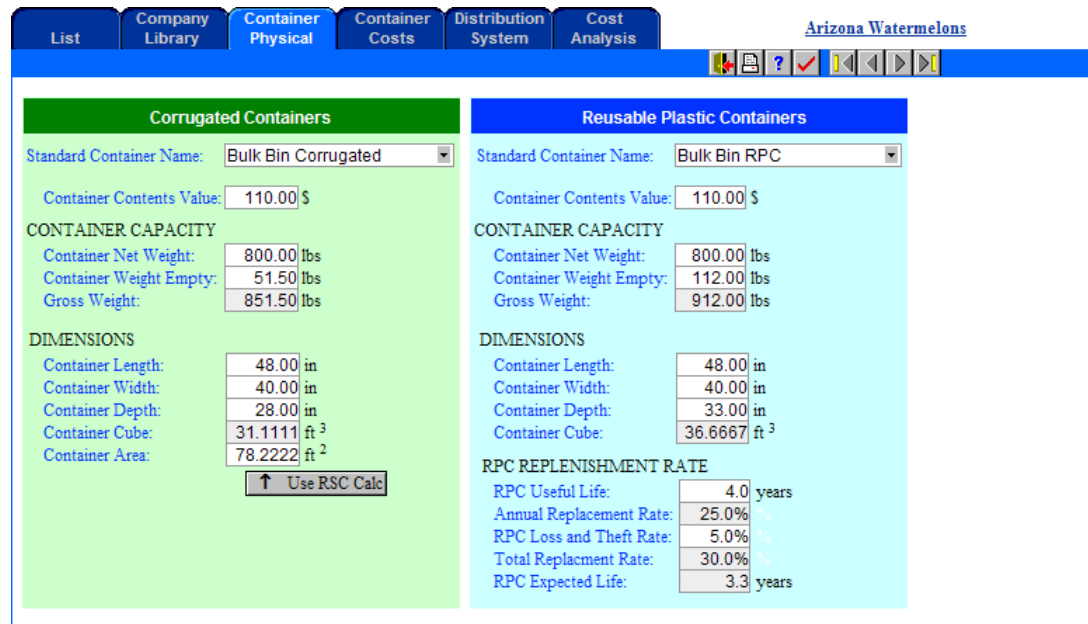 List
Company Library
Container Physical
Container Costs
Distribution System
Cost Analysis
Arizona Watermelons
?
Corrugated Containers
Standard Container Name: Bulk Bin Corrugated
Container Contents Value: 110.00 $
CONTAINER CAPACITY
Container Net Weight: 800.00 lbs
Container Weight Empty: 51.50 lbs
Gross Weight: 851.50 lbs
DIMENSIONS
Container Length: 48.00 in
Container Width: 40.00 in
Container Depth: 28.00 in
Container Cube: 31.1111 ft 3
Container Area: 78.2222 ft 2
↑ Use RSC Calc
Reusable Plastic Containers
Standard Container Name: Bulk Bin RPC
Container Contents Value: 110.00 $
CONTAINER CAPACITY
Container Net Weight: 800.00 lbs
Container Weight Empty: 112.00 lbs
Gross Weight: 912.00 lbs
DIMENSIONS
Container Length: 48.00 in
Container Width: 40.00 in
Container Depth: 33.00 in
Container Cube: 36.6667 ft 3
RPC REPLENISHMENT RATE
RPC Useful Life: 4.0 years
Annual Replacement Rate: 25.0% %
RPC Loss and Theft Rate: 5.0% %
Total Replacment Rate: 30.0% %
RPC Expected Life: 3.3 years